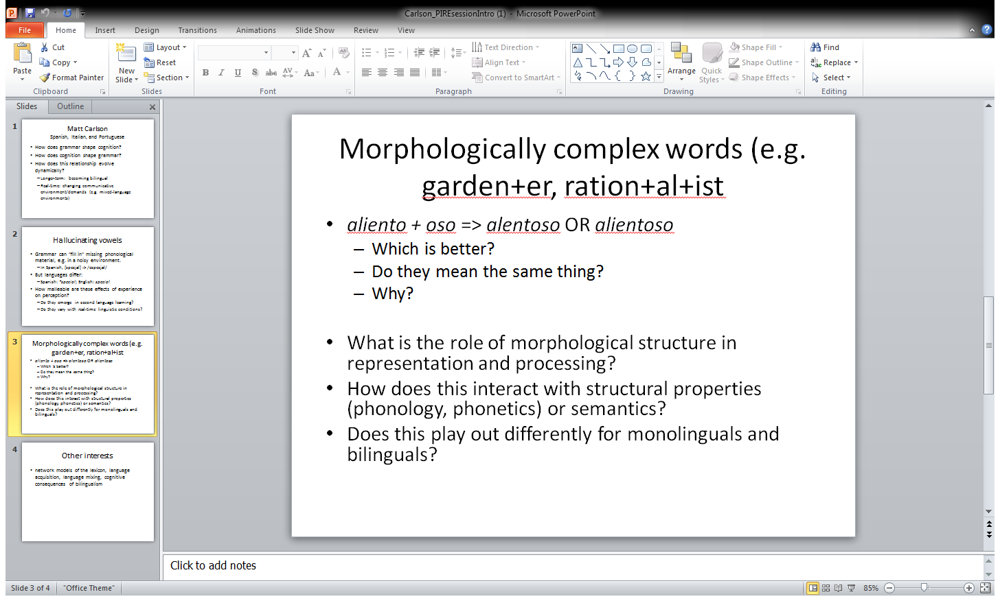 Carlson_PIREsessionIntro (1) - Microsoft PowerPoint
File Home Insert Design Transitions Animations Slide Show Review View
Paste
Cut
Copy
Format Painter
Clipboard
New
Slide
Layout
Reset
Section
Slides
B I U S abc AV Aa A
Font
Text Direction
Align Text
Convert to SmartArt
Paragraph
Arrange
Quick
Styles
Shape Fill
Shape Outline
Shape Effects
Drawing
Find
Replace
Select
Editing
Slides Outline
1
Matt Carlson
Spanish, Italian, and Portuguese
• How does grammar shape cognition?
• How does cognition shape grammar?
• How does this relationship evolve
dynamically?
– Longer-term: becoming bilingual
– Real-time: changing communicative
environment/demands (e.g. mixed-language
environments)
2
Hallucinating vowels
• Grammar can "fill in" missing phonological
material, e.g. in a noisy environment.
– In Spanish, [spesjal] -> /espesjal/
• But languages differ:
– Spanish: *special; English: special
• How malleable are these effects of experience
on perception?
– Do they emerge in second language learning?
– Do they vary with real-time linguistic conditions?
3
Morphologically complex words (e.g.
garden+er, ration+al+ist
• aliento + oso => alentoso OR alientoso
– Which is better?
– Do they mean the same thing?
– Why?
• What is the role of morphological structure in
representation and processing?
• How does this interact with structural properties
(phonology, phonetics) or semantics?
• Does this play out differently for monolinguals and
bilinguals?
4
Other interests
• network models of the lexicon, language
acquisition, language mixing, cognitive
consequences of bilingualism
Morphologically complex words (e.g.
garden+er, ration+al+ist
• aliento + oso => alentoso OR alientoso
– Which is better?
– Do they mean the same thing?
– Why?
• What is the role of morphological structure in
representation and processing?
• How does this interact with structural properties
(phonology, phonetics) or semantics?
• Does this play out differently for monolinguals and
bilinguals?
Click to add notes
Slide 3 of 4 "Office Theme" 85%